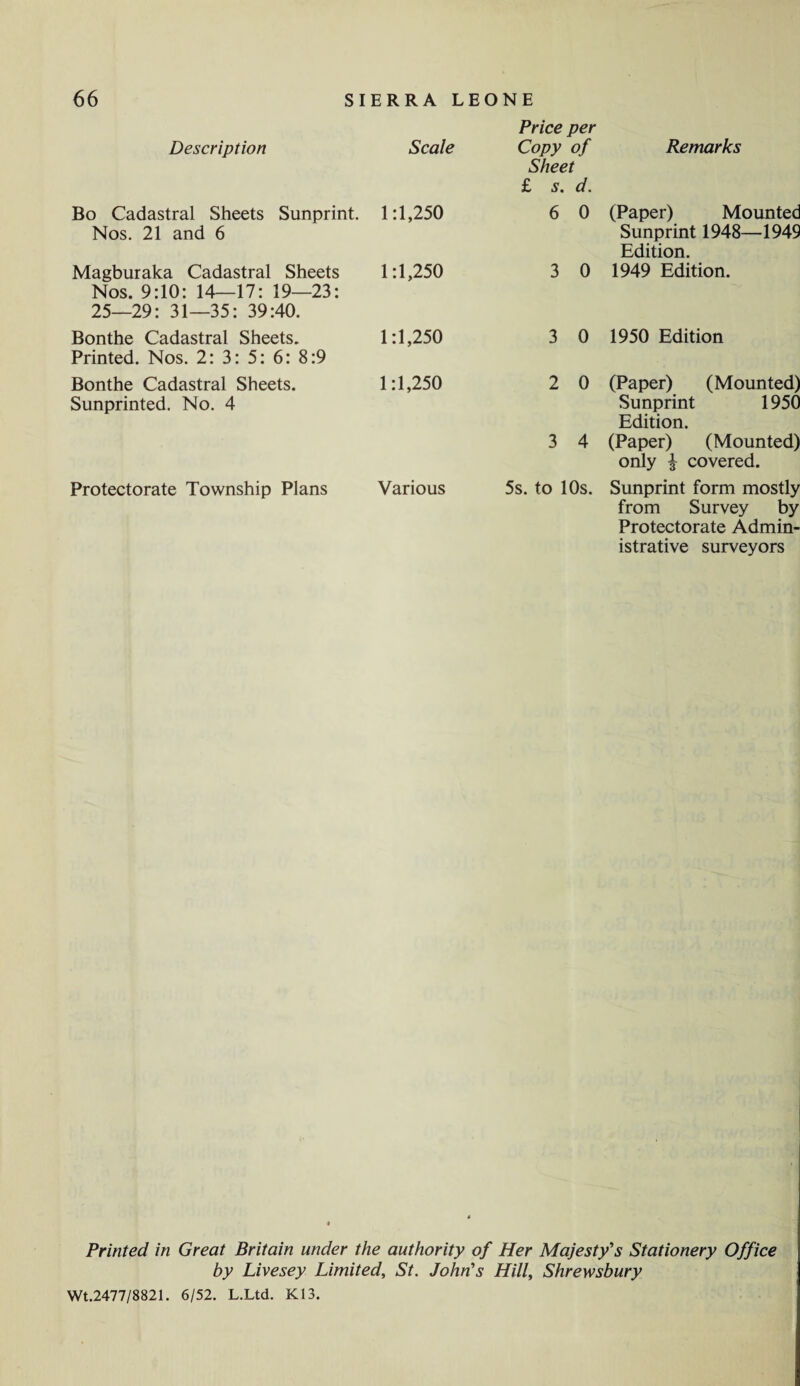 66 SIERRA LEONE
Price per
Description Scale Copy of Remarks
Sheet
£ s. d.
Bo Cadastral Sheets Sunprint. 1:1,250 6 0 (Paper) Mounted
Nos. 21 and 6 Sunprint 1948—1949
Edition.
Magburaka Cadastral Sheets 1:1,250 3 0 1949 Edition.
Nos. 9:10: 14—17: 19—23:
25—29: 31—35: 39:40.
Bonthe Cadastral Sheets. 1:1,250 3 0 1950 Edition
Printed. Nos. 2: 3: 5: 6: 8:9
Bonthe Cadastral Sheets. 1:1,250 2 0 (Paper) (Mounted)
Sunprinted. No. 4 Sunprint 1950
Edition.
3 4 (Paper) (Mounted)
only covered.
Protectorate Township Plans Various 5s. to 10s. Sunprint form mostly
from Survey by
Protectorate Admin-
istrative surveyors
Printed in Great Britain under the authority of Her Majesty's Stationery Office
by Livesey Limited, St. John's Hill, Shrewsbury
Wt.2477/8821. 6/52. L.Ltd. K13.